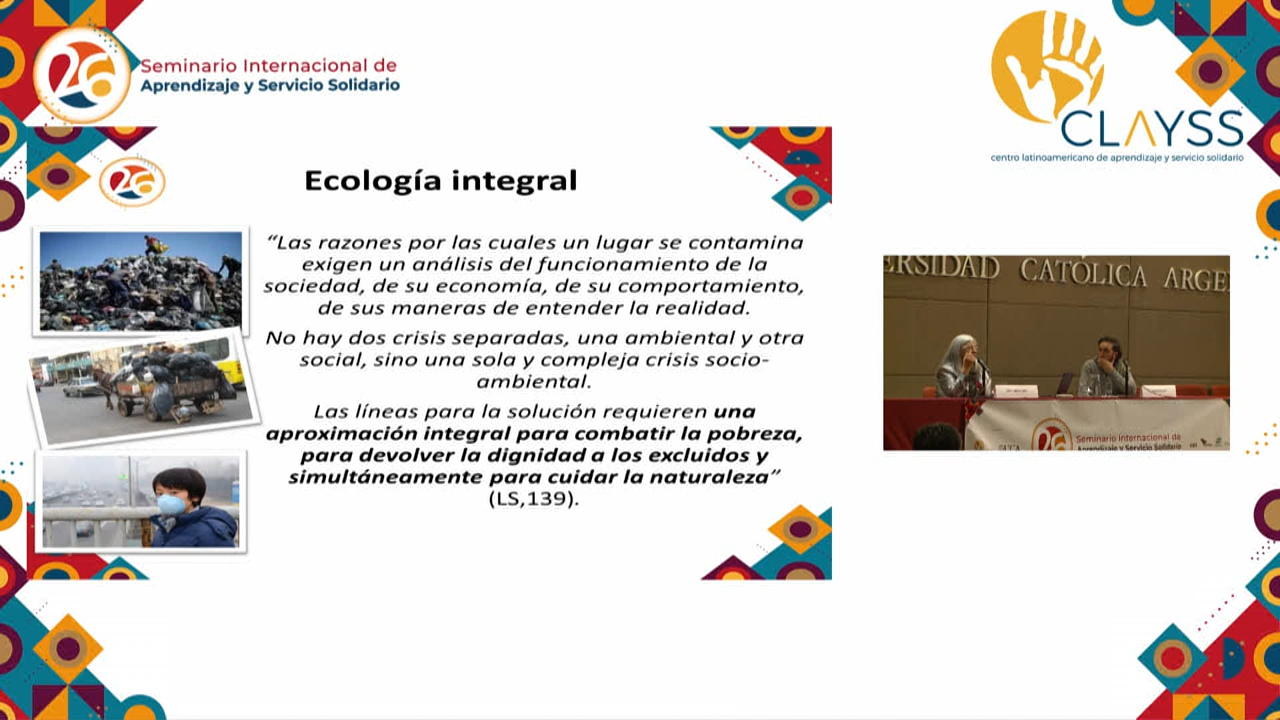 26
Seminario Internacional de
Aprendizaje y Servicio Solidario
CLAYSS
centro latinoamericano de aprendizaje y servicio solidario
26
Ecología integral
“Las razones por las cuales un lugar se contamina
exigen un análisis del funcionamiento de la
sociedad, de su economía, de su comportamiento,
de sus maneras de entender la realidad.
No hay dos crisis separadas, una ambiental y otra
social, sino una sola y compleja crisis socio-
ambiental.
Las líneas para la solución requieren una
aproximación integral para combatir la pobreza,
para devolver la dignidad a los excluidos y
simultáneamente para cuidar la naturaleza”
(LS,139).
ERSIDAD CATÓLICA ARGE
Seminario Internacional de
Aprendizaje y Servicio Solidario